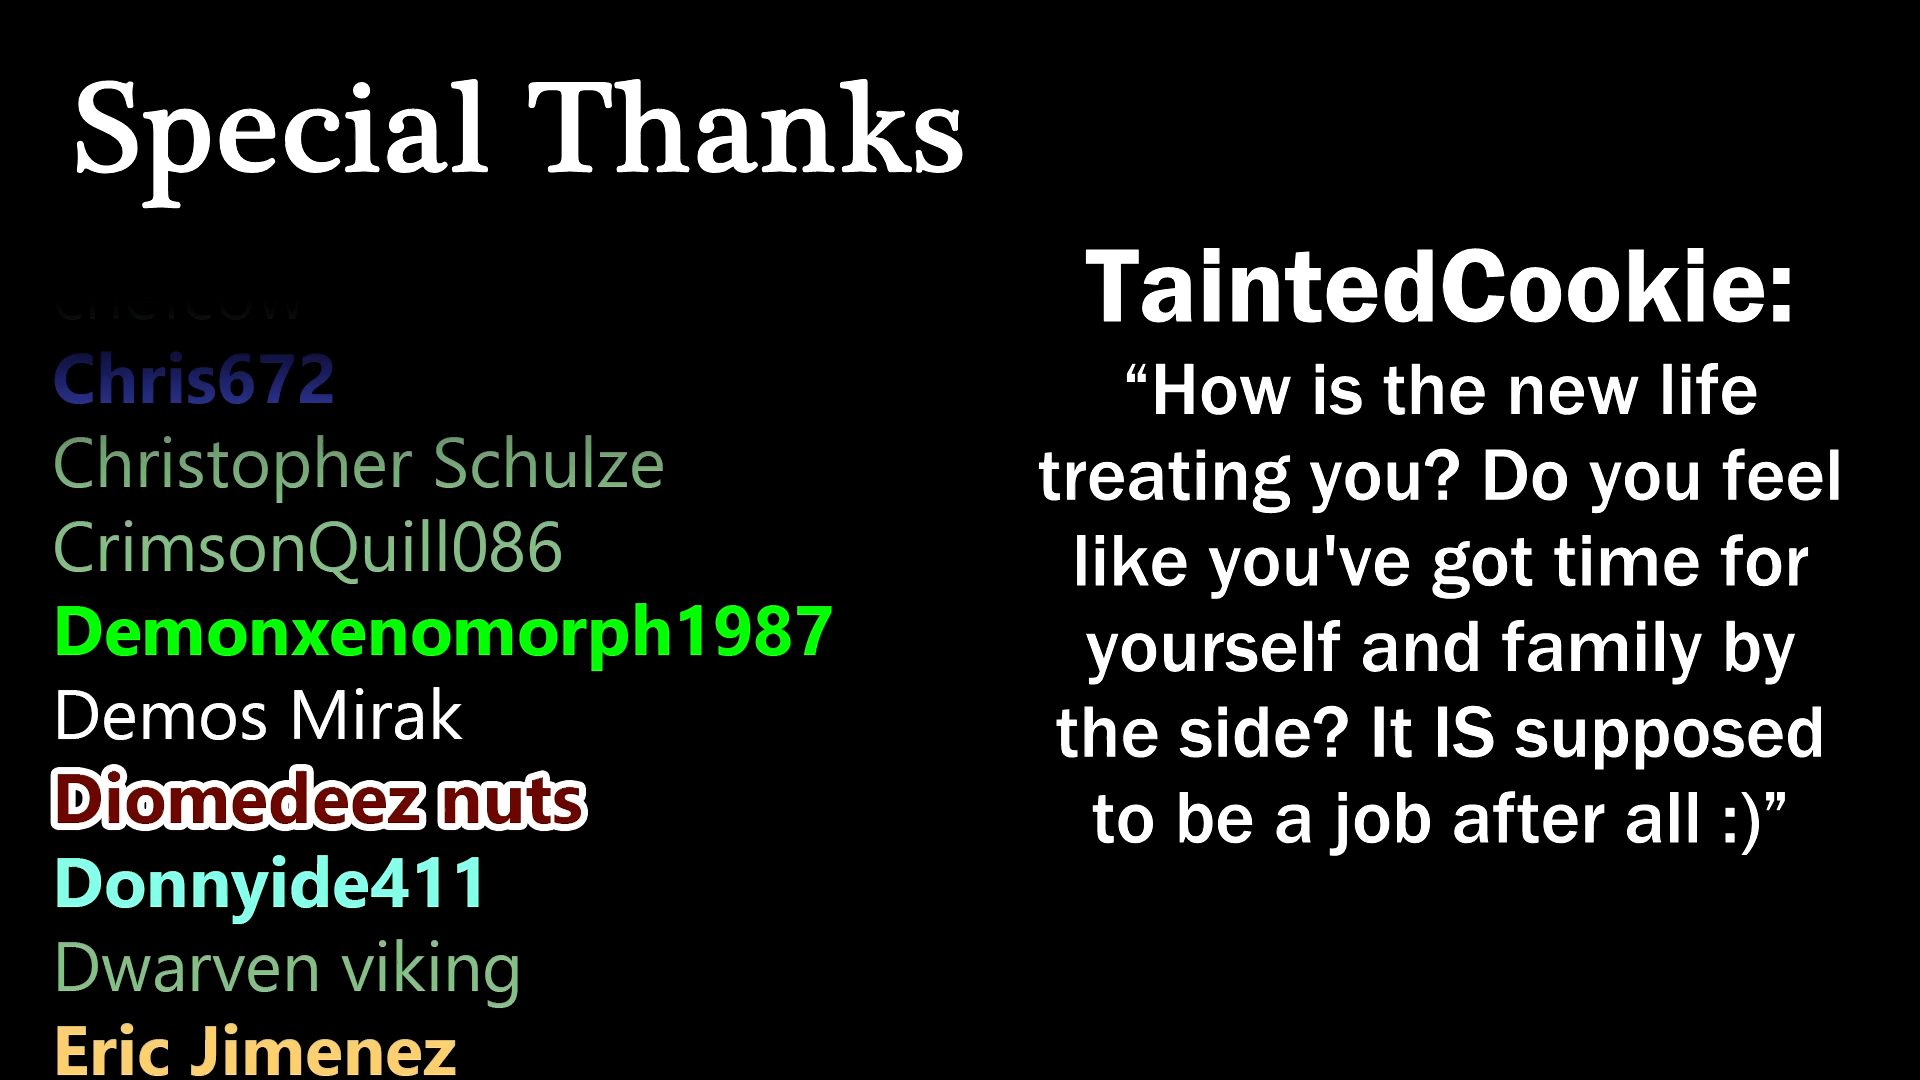 Special Thanks
Chris672
Christopher Schulze
CrimsonQuill086
Demonxenomorph1987
Demos Mirak
Diomedeez nuts
Donnyide411
Dwarven viking
Eric Jimenez
TaintedCookie:
“How is the new life
treating you? Do you feel
like you've got time for
yourself and family by
the side? It IS supposed
to be a job after all :)”